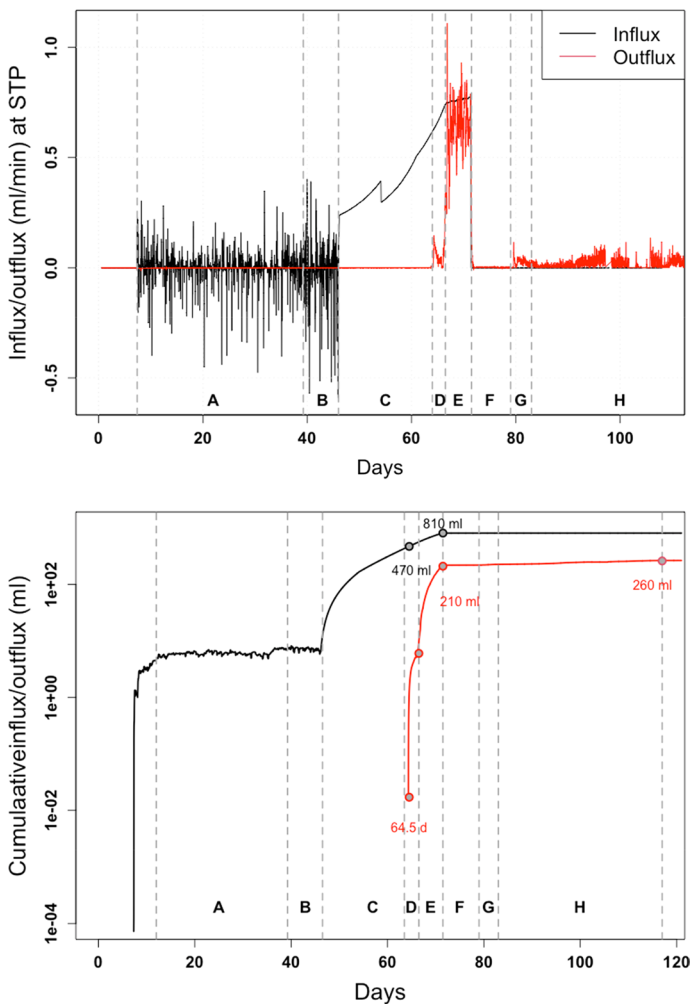 Influx/outflux (ml/min) at STP
1.0
0.5
0.0
-0.5
Influx
Outflux
A B C D E F G H
0 20 40 60 80 100
Days
Cumulaativeinflux/outflux (ml)
1e+02
1e+00
1e-02
1e-04
810 ml
470 ml
210 ml
260 ml
64.5 d
A B C D E F G H
0 20 40 60 80 100 120
Days